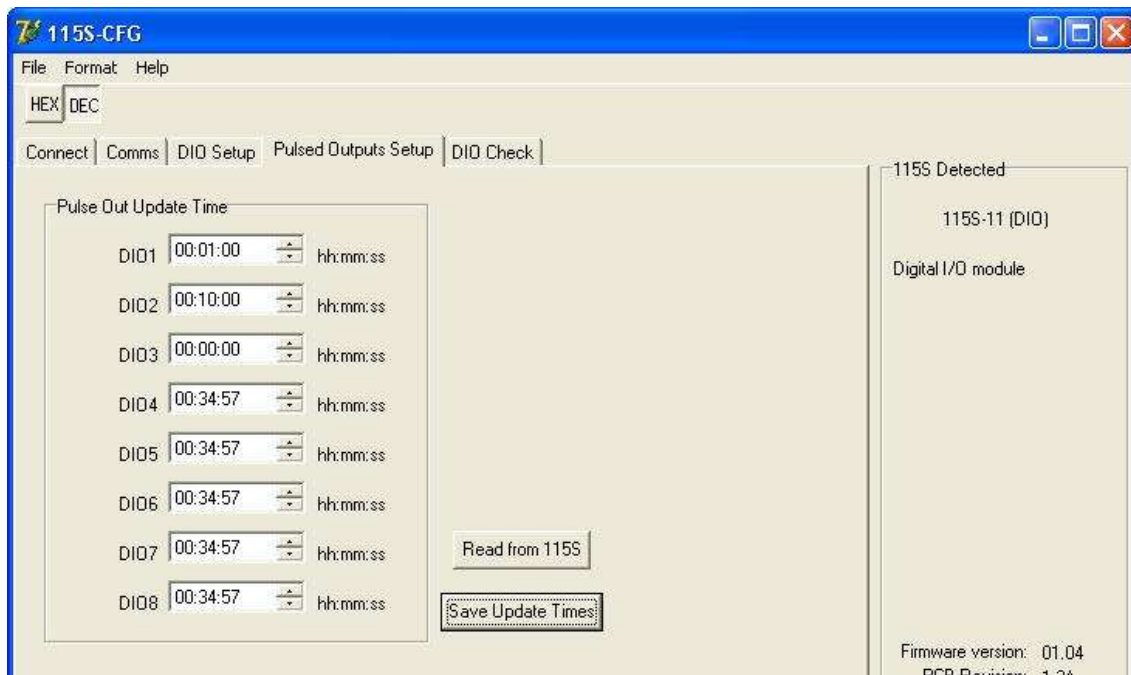 115S-CFG
File Format Help
HEX DEC
Connect Comms DIO Setup Pulsed Outputs Setup DIO Check
Pulse Out Update Time
DIO1 00:01:00 hh:mm:ss
DIO2 00:10:00 hh:mm:ss
DIO3 00:00:00 hh:mm:ss
DIO4 00:34:57 hh:mm:ss
DIO5 00:34:57 hh:mm:ss
DIO6 00:34:57 hh:mm:ss
DIO7 00:34:57 hh:mm:ss
DIO8 00:34:57 hh:mm:ss
Read from 115S
Save Update Times
115S Detected
115S-11 (DIO)
Digital I/O module
Firmware version: 01.04